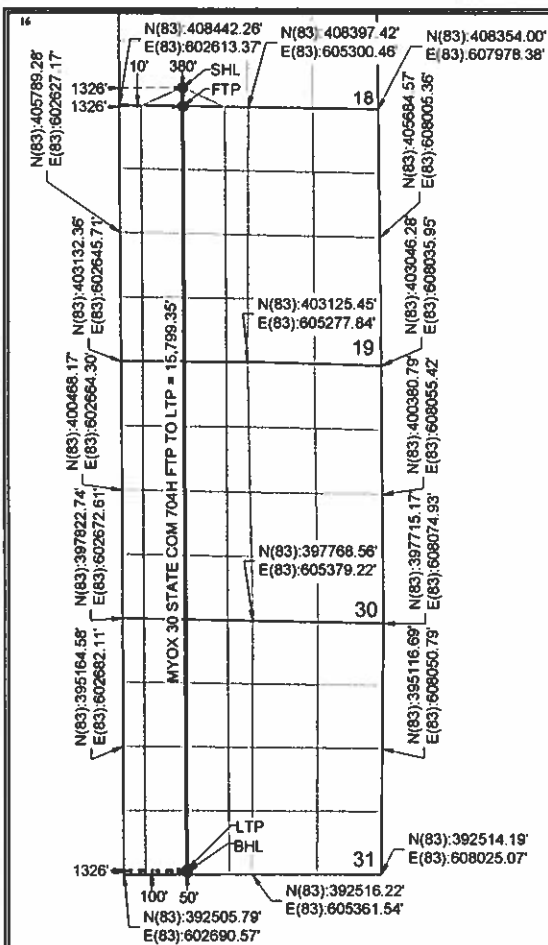 16
N(83):408442.26'
E(83):602613.37'
N(83):408397.42'
E(83):605300.46'
N(83):408354.00'
E(83):607978.38'
10'
380'
SHL
FTP
1326'
1326'
18
N(83):405789.28'
E(83):602627.17'
N(83):405684.57'
E(83):608005.36'
N(83):403132.36'
E(83):602645.71'
N(83):403125.45'
E(83):605277.84'
N(83):403046.28'
E(83):608035.95'
19
MYOX 30 STATE COM 704H FTP TO LTP = 15,799.35'
N(83):400468.17'
E(83):602664.30'
N(83):400380.79'
E(83):608055.42'
N(83):397822.74'
E(83):602672.61'
N(83):397768.56'
E(83):605379.22'
N(83):397715.17'
E(83):608074.93'
30
N(83):395164.58'
E(83):602682.11'
N(83):395116.69'
E(83):608050.79'
LTP
BHL
1326'
31
N(83):392514.19'
E(83):608025.07'
100'
50'
N(83):392505.79'
E(83):602690.57'
N(83):392516.22'
E(83):605361.54'